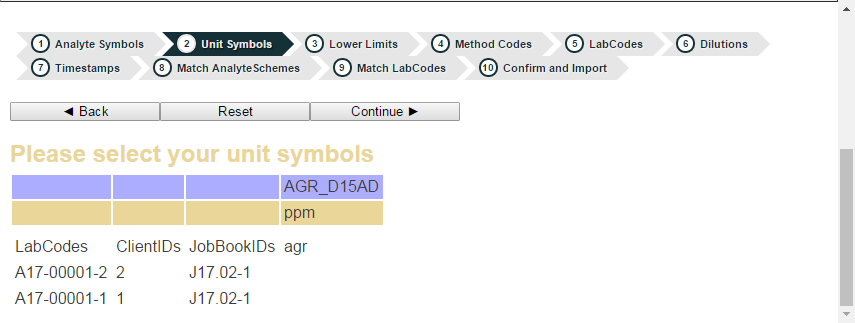 1 Analyte Symbols 2 Unit Symbols 3 Lower Limits 4 Method Codes 5 LabCodes 6 Dilutions
7 Timestamps 8 Match AnalyteSchemes 9 Match LabCodes 10 Confirm and Import
◄ Back Reset Continue ►
Please select your unit symbols
AGR_D15AD
ppm
LabCodes ClientIDs JobBookIDs agr
A17-00001-2 2 J17.02-1
A17-00001-1 1 J17.02-1